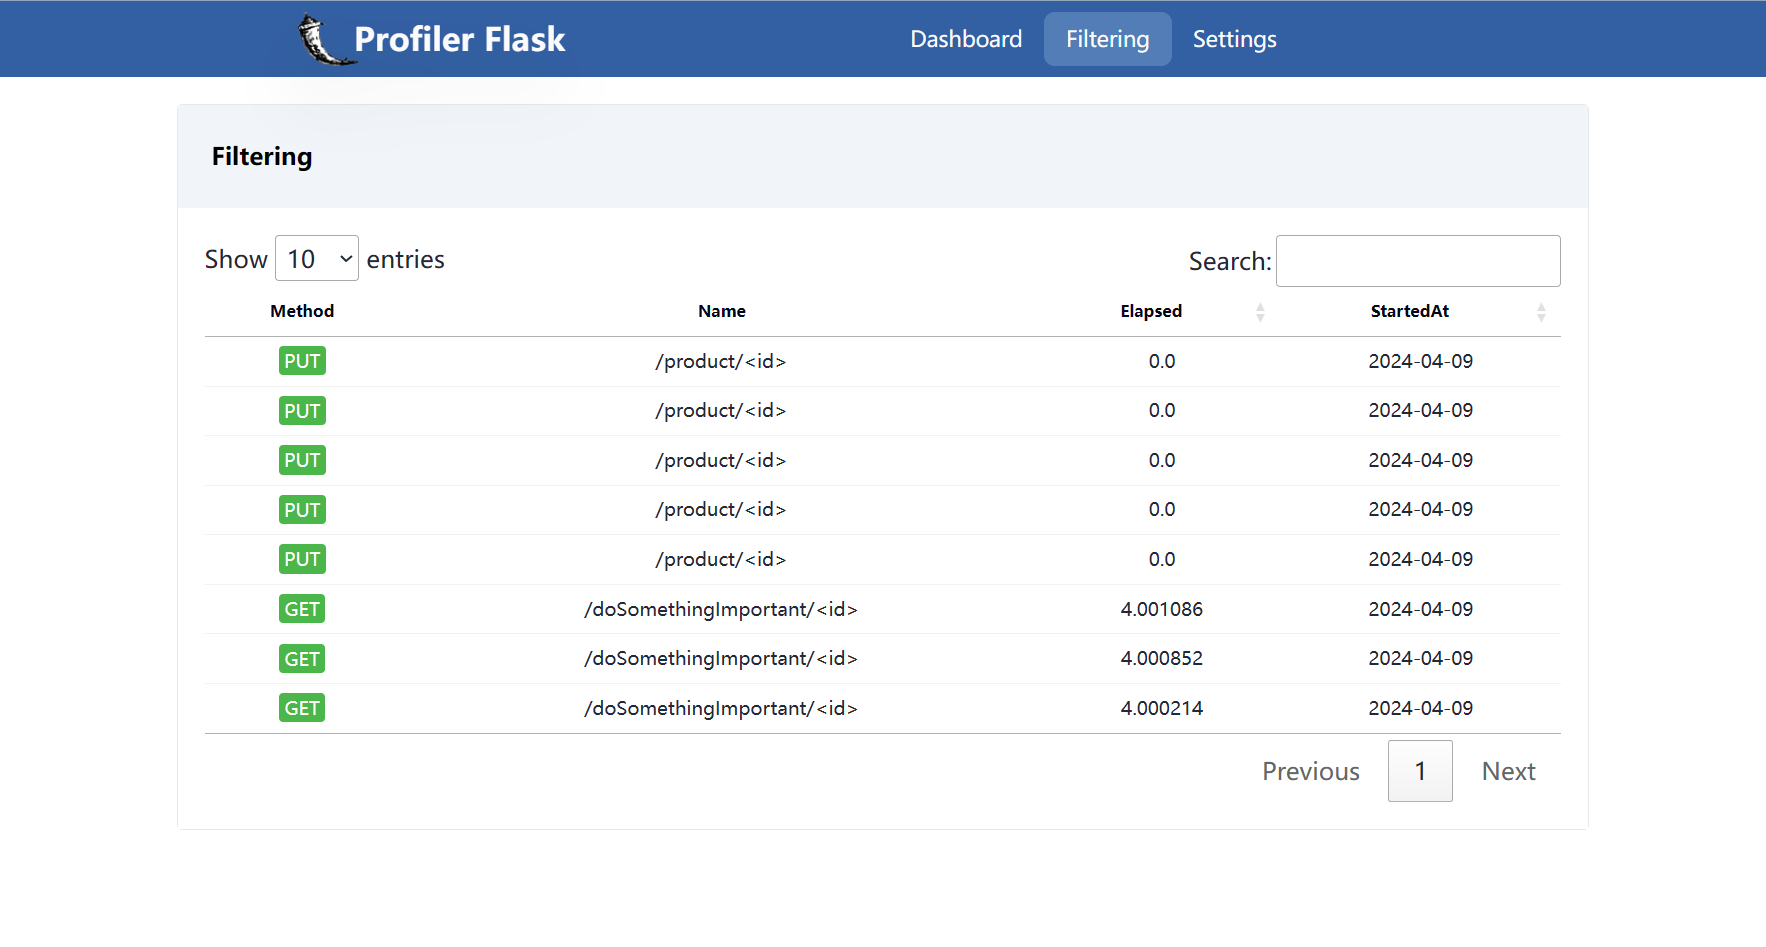 Profiler Flask Dashboard Filtering Settings
Filtering
Show 10 entries Search:
Method Name Elapsed StartedAt
PUT /product/<id> 0.0 2024-04-09
PUT /product/<id> 0.0 2024-04-09
PUT /product/<id> 0.0 2024-04-09
PUT /product/<id> 0.0 2024-04-09
PUT /product/<id> 0.0 2024-04-09
GET /doSomethingImportant/<id> 4.001086 2024-04-09
GET /doSomethingImportant/<id> 4.000852 2024-04-09
GET /doSomethingImportant/<id> 4.000214 2024-04-09
Previous 1 Next